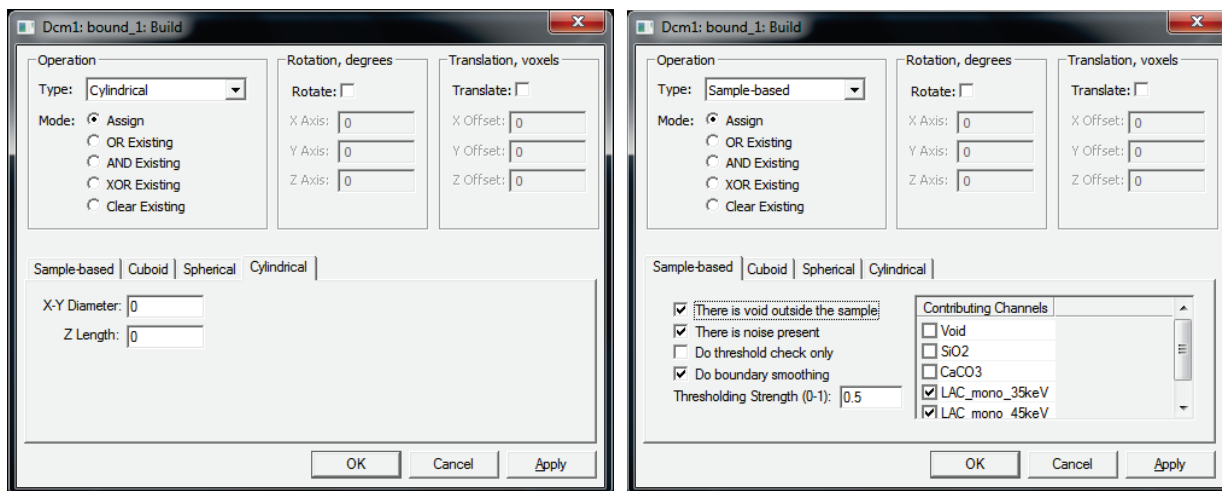 Dcm1: bound_1: Build
Operation
Type: Cylindrical
Mode: Assign
OR Existing
AND Existing
XOR Existing
Clear Existing
Rotation, degrees
Rotate:
X Axis: 0
Y Axis: 0
Z Axis: 0
Translation, voxels
Translate:
X Offset: 0
Y Offset: 0
Z Offset: 0
Sample-based Cuboid Spherical Cylindrical
X-Y Diameter: 0
Z Length: 0
OK Cancel Apply
Dcm1: bound_1: Build
Operation
Type: Sample-based
Mode: Assign
OR Existing
AND Existing
XOR Existing
Clear Existing
Rotation, degrees
Rotate:
X Axis: 0
Y Axis: 0
Z Axis: 0
Translation, voxels
Translate:
X Offset: 0
Y Offset: 0
Z Offset: 0
Sample-based Cuboid Spherical Cylindrical
There is void outside the sample
There is noise present
Do threshold check only
Do boundary smoothing
Thresholding Strength (0-1): 0.5
Contributing Channels
Void
SiO2
CaCO3
LAC_mono_35keV
LAC_mono_45keV
OK Cancel Apply